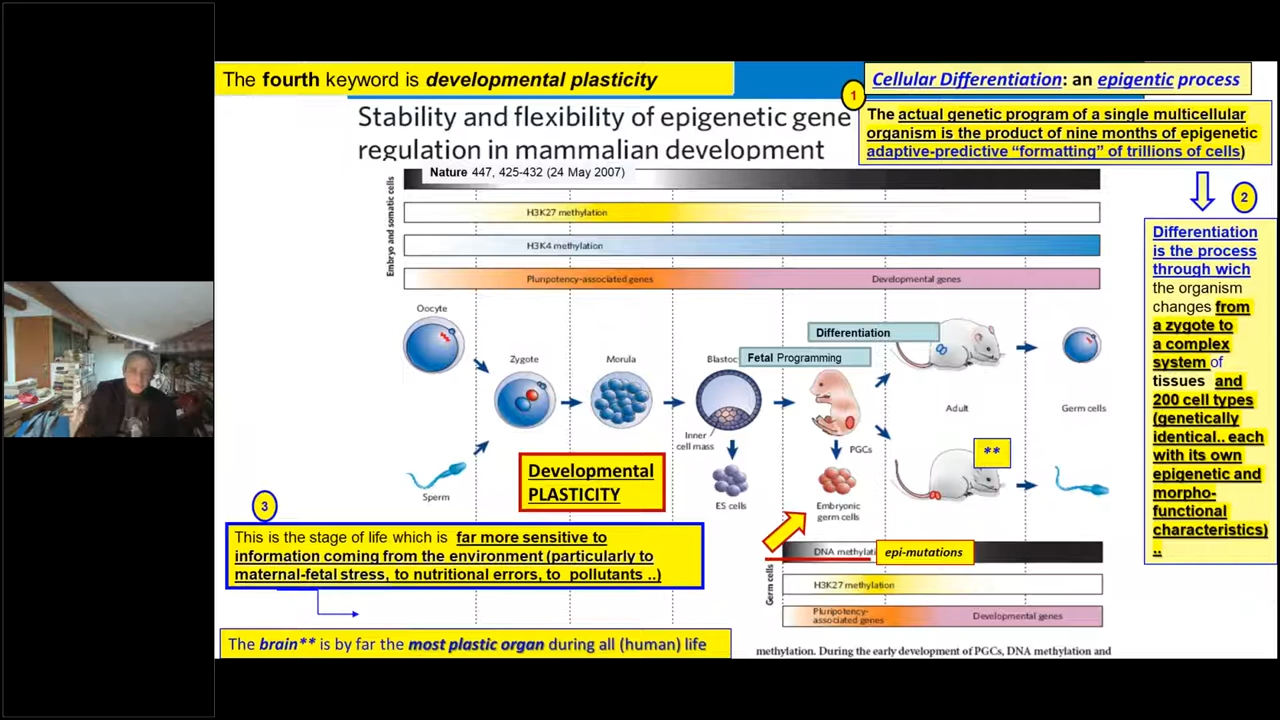 The fourth keyword is developmental plasticity
Cellular Differentiation: an epigentic process
1
The actual genetic program of a single multicellular
organism is the product of nine months of epigenetic
adaptive-predictive “formatting” of trillions of cells)
Stability and flexibility of epigenetic gene
regulation in mammalian development
Nature 447, 425-432 (24 May 2007)
Embryo and somatic cells
H3K27 methylation
H3K4 methylation
Pluripotency-associated genes
Developmental genes
2
Differentiation
is the process
through wich
the organism
changes from
a zygote to
a complex
system of
tissues and
200 cell types
(genetically
identical.. each
with its own
epigenetic and
morpho-
functional
characteristics)
..
Oocyte
Zygote
Morula
Blastoc
Fetal Programming
Differentiation
Adult
Germ cells
Inner
cell mass
PGCs
Sperm
ES cells
Embryonic
germ cells
**
Developmental
PLASTICITY
3
This is the stage of life which is far more sensitive to
information coming from the environment (particularly to
maternal-fetal stress, to nutritional errors, to pollutants ..)
Germ cells
DNA methylati
epi-mutations
H3K27 methylation
Pluripotency-
associated genes
Developmental genes
The brain** is by far the most plastic organ during all (human) life
methylation. During the early development of PGCs, DNA methylation and